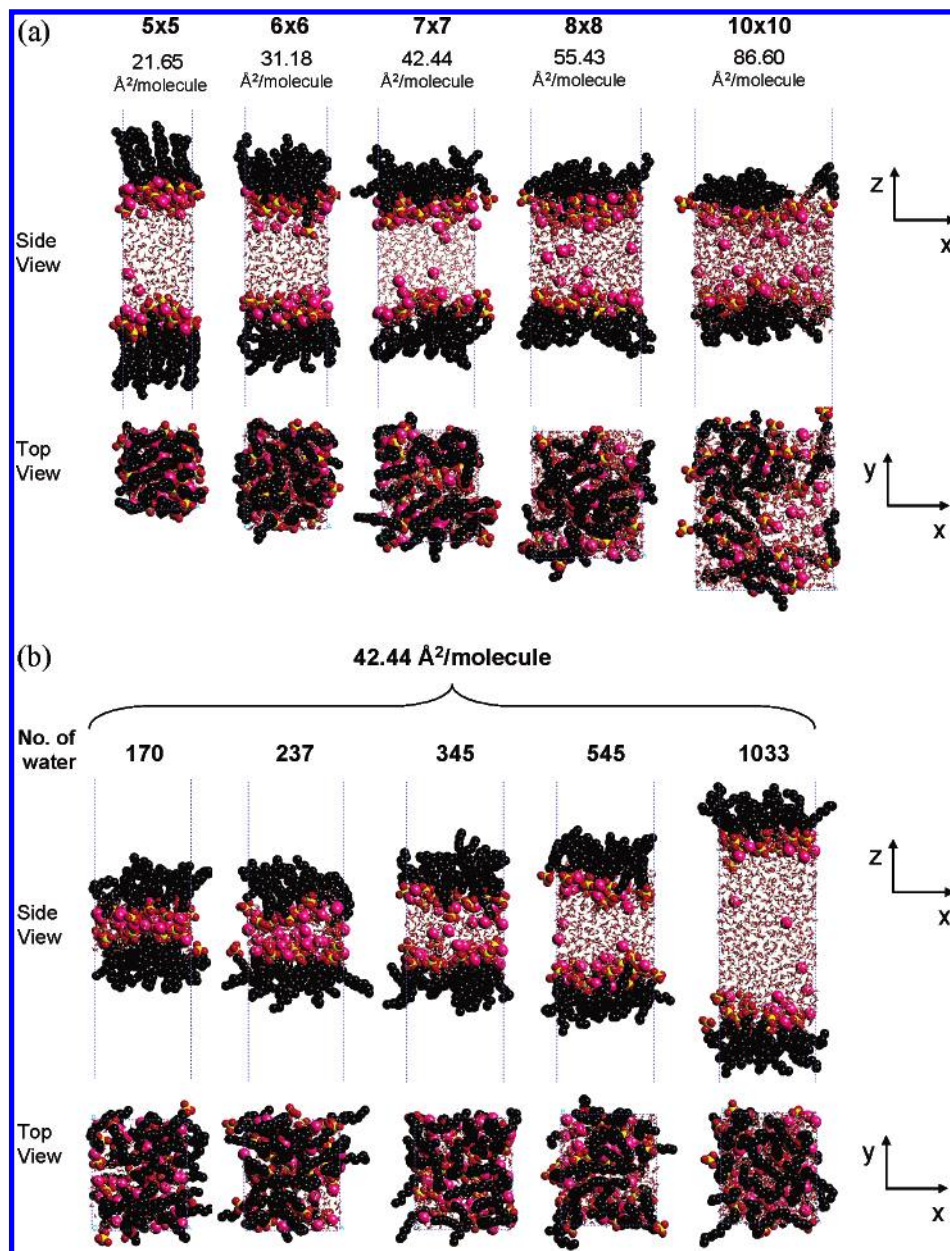 (a)
5x5 6x6 7x7 8x8 10x10
21.65 31.18 42.44 55.43 86.60
Å²/molecule Å²/molecule Å²/molecule Å²/molecule Å²/molecule
z
x
Side
View
Top
View
y
x
(b)
42.44 Å²/molecule
No. of
water
170 237 345 545 1033
z
x
Side
View
Top
View
y
x